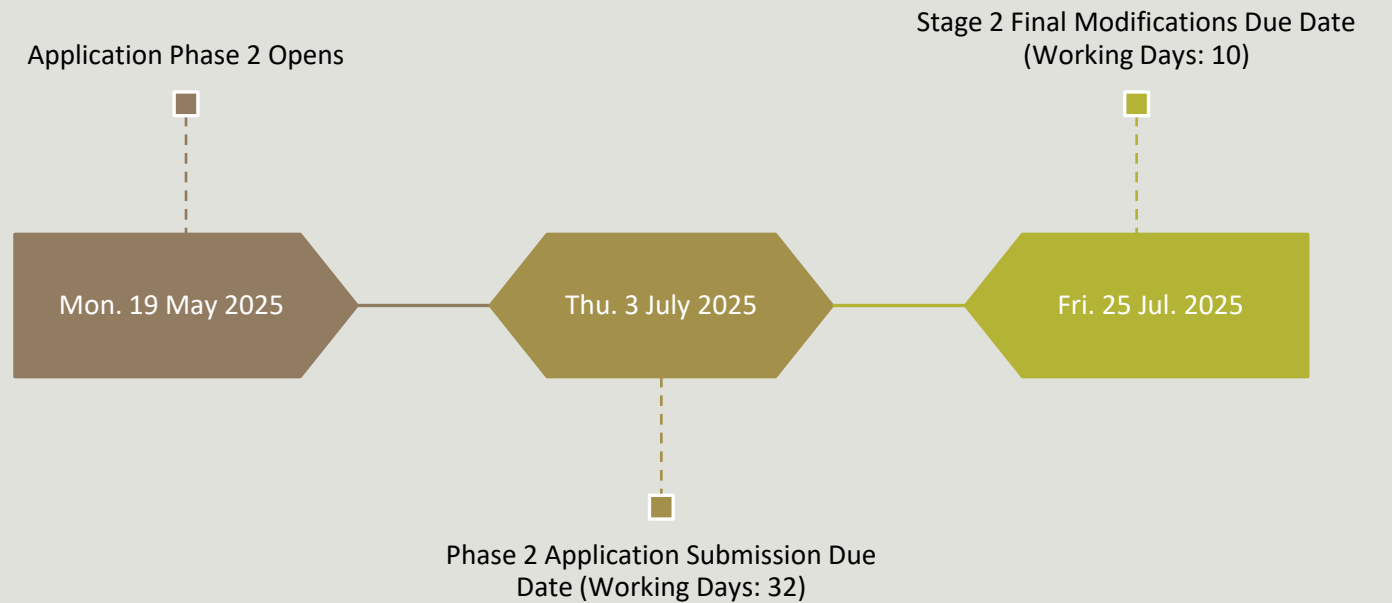 Application Phase 2 Opens
Stage 2 Final Modifications Due Date
(Working Days: 10)
Mon. 19 May 2025
Thu. 3 July 2025
Fri. 25 Jul. 2025
Phase 2 Application Submission Due
Date (Working Days: 32)